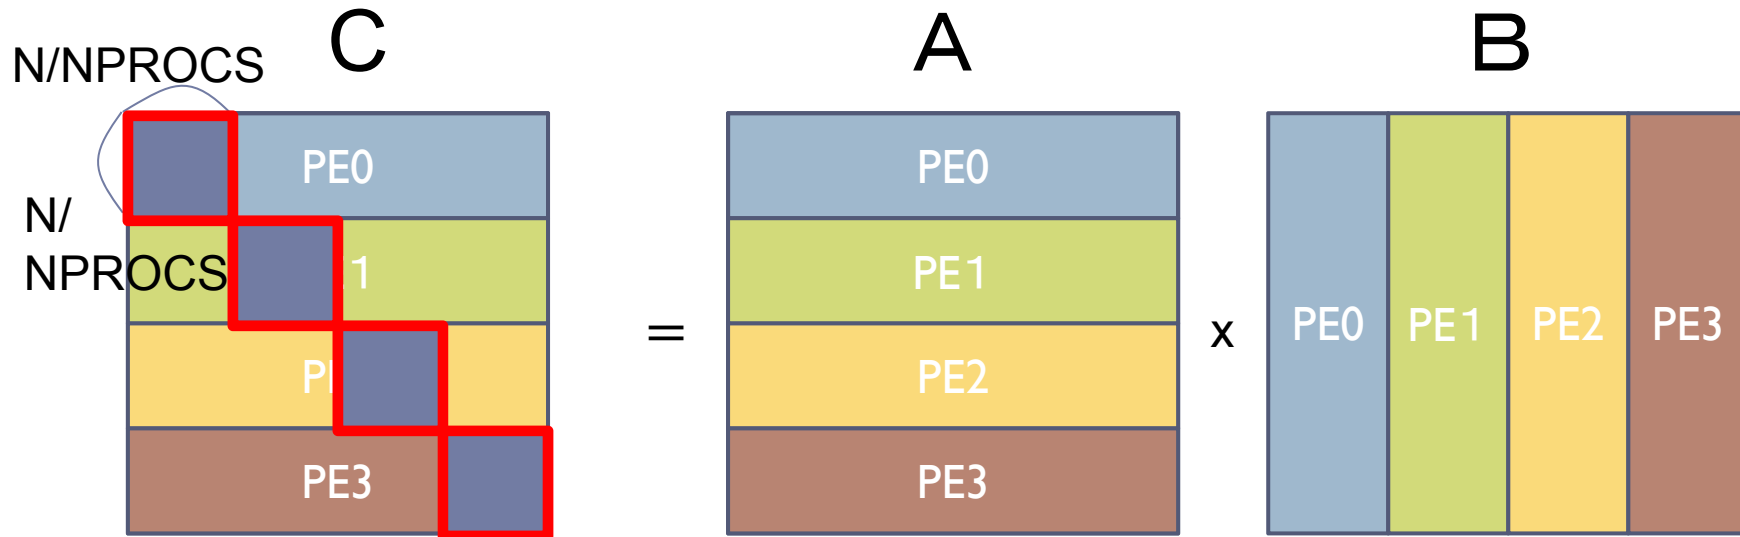 C
A
B
N/NPROCS
N/
NPROCS
PE0
1
P
PE3
=
PE0
PE1
PE2
PE3
x
PE0
PE1
PE2
PE3